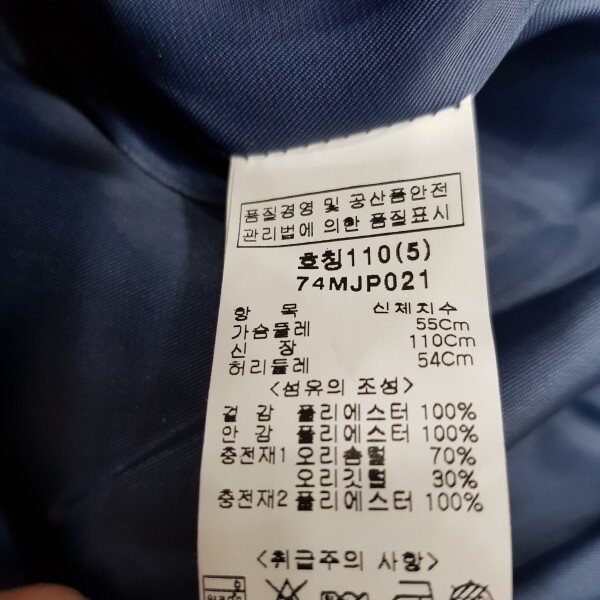 품질경영 및 공산품안전
관리법에 의한 품질표시
호칭110(5)
74MJP021
항 목 신체치수
가슴둘레 55Cm
신 장 110Cm
허리둘레 54Cm
<섬유의 조성>
겉 감 폴리에스터 100%
안 감 폴리에스터 100%
충전재1 오리솜털 70%
오리깃털 30%
충전재2 폴리에스터 100%
<취급주의 사항>